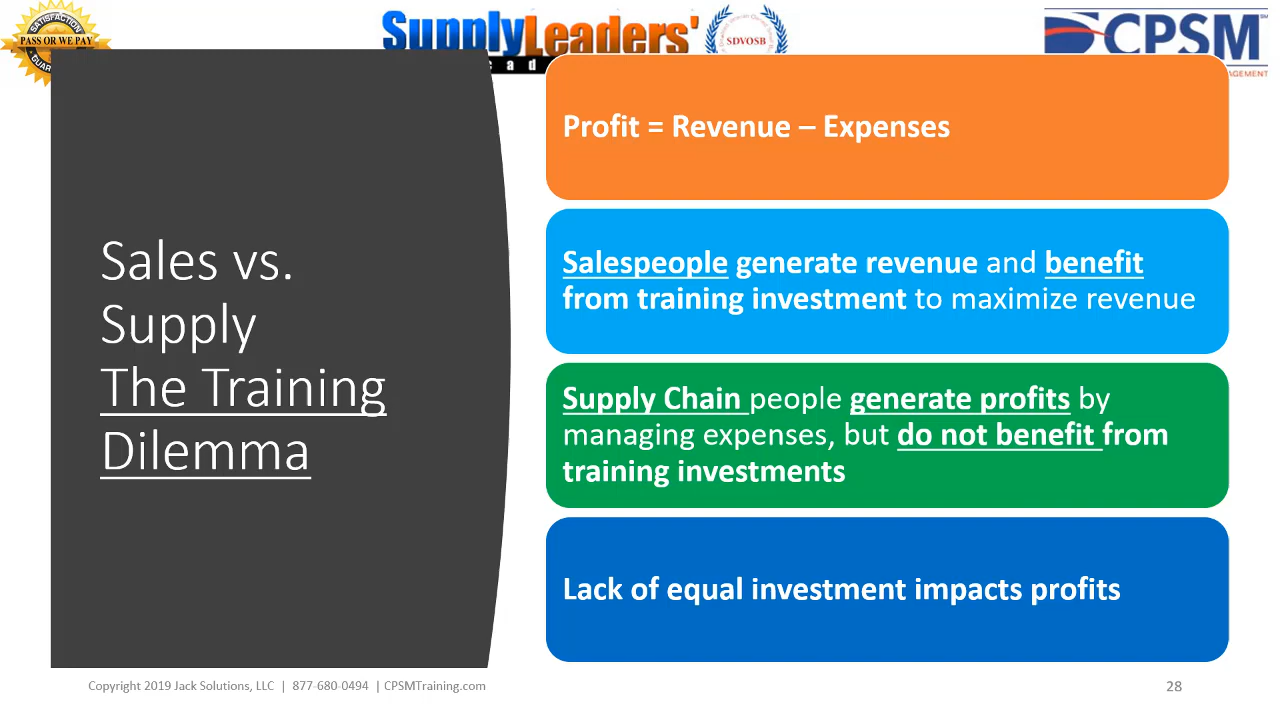 SATISFACTION
PASS OR WE PAY
GUAR
SupplyLeaders'
c a d
SDVOSB
CPSM
AGEMENT
Profit = Revenue – Expenses
Salespeople generate revenue and benefit
from training investment to maximize revenue
Sales vs.
Supply
The Training
Dilemma
Supply Chain people generate profits by
managing expenses, but do not benefit from
training investments
Lack of equal investment impacts profits
Copyright 2019 Jack Solutions, LLC | 877-680-0494 | CPSMTraining.com
28